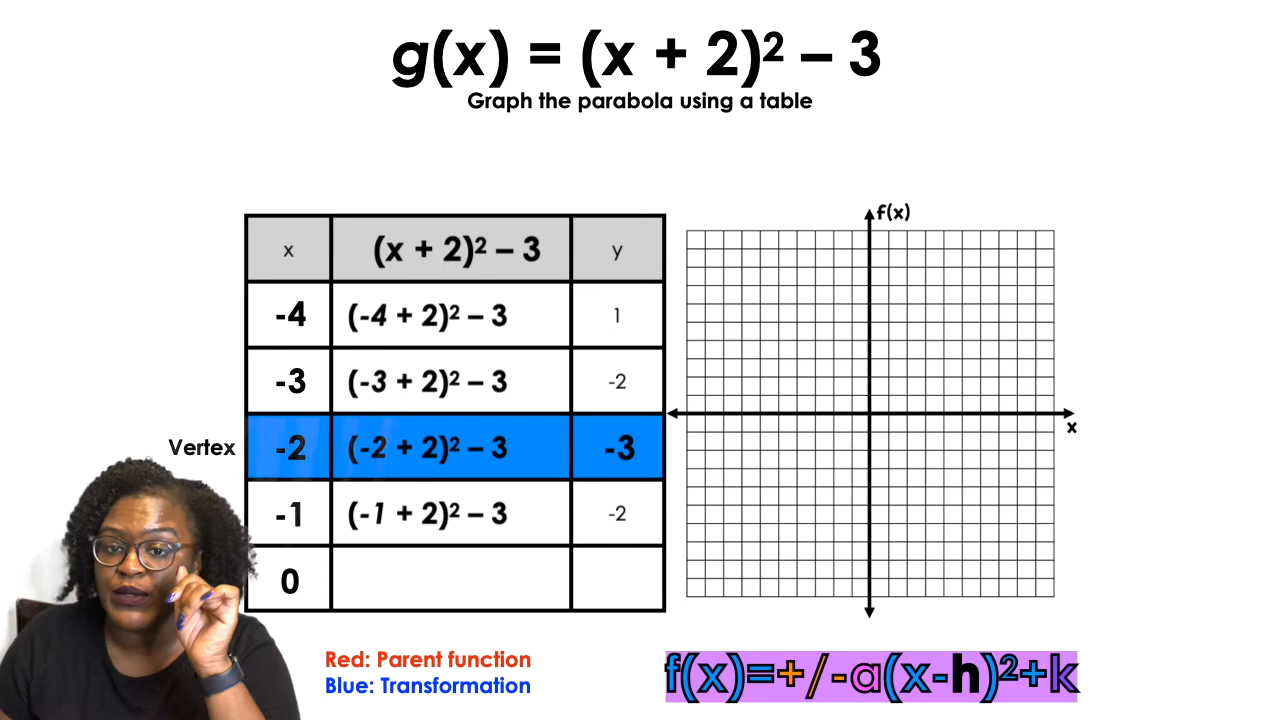 g(x) = (x + 2)² – 3
Graph the parabola using a table
f(x)
x (x + 2)² – 3 y
-4 (-4 + 2)² – 3 1
-3 (-3 + 2)² – 3 -2
x
Vertex -2 (-2 + 2)² – 3 -3
-1 (-1 + 2)² – 3 -2
0
Red: Parent function
Blue: Transformation
f(x)=+/-a(x-h)²+k